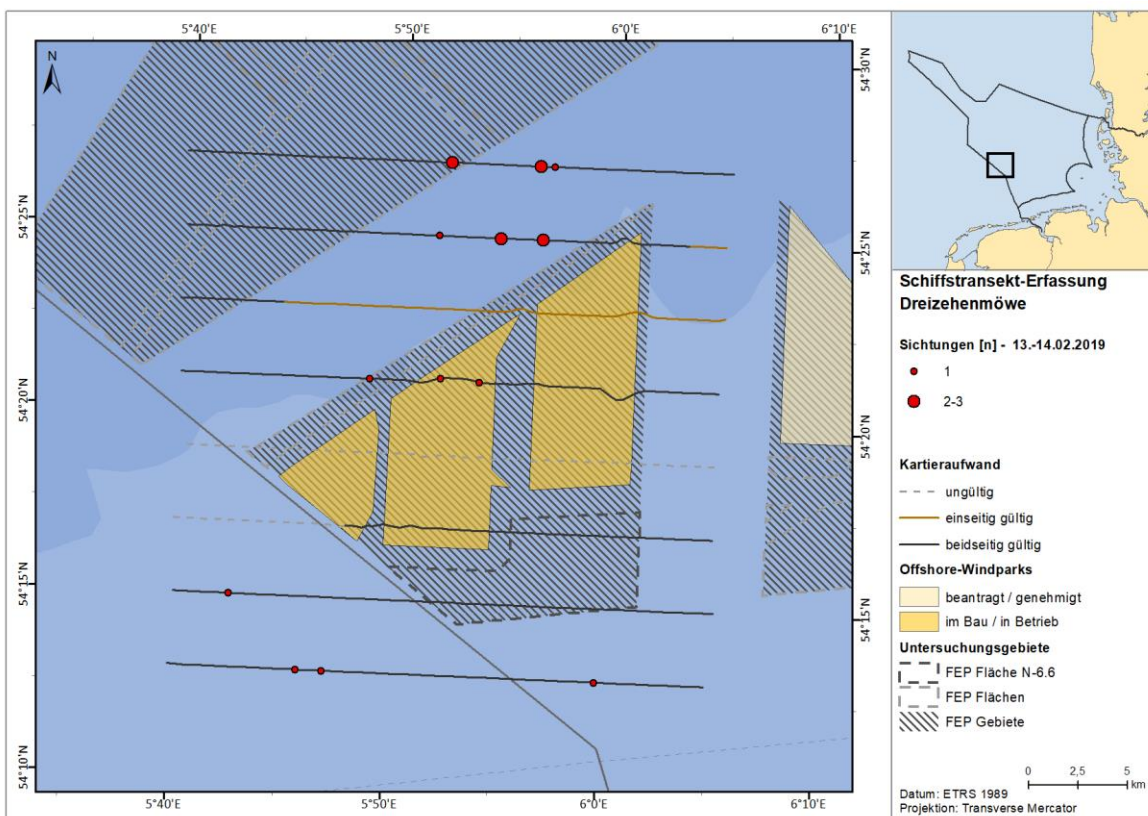 5°40'E
5°50'E
6°0'E
6°10'E
N
54°30'N
54°25'N
54°25'N
54°20'N
54°20'N
54°15'N
54°15'N
54°10'N
5°40'E
5°50'E
6°0'E
6°10'E
Schiffstransekt-Erfassung
Dreizehenmöwe
Sichtungen [n] - 13.-14.02.2019
1
2-3
Kartieraufwand
ungültig
einseitig gültig
beidseitig gültig
Offshore-Windparks
beantragt / genehmigt
im Bau / in Betrieb
Untersuchungsgebiete
FEP Fläche N-6.6
FEP Flächen
FEP Gebiete
0 2,5 5
km
Datum: ETRS 1989
Projektion: Transverse Mercator